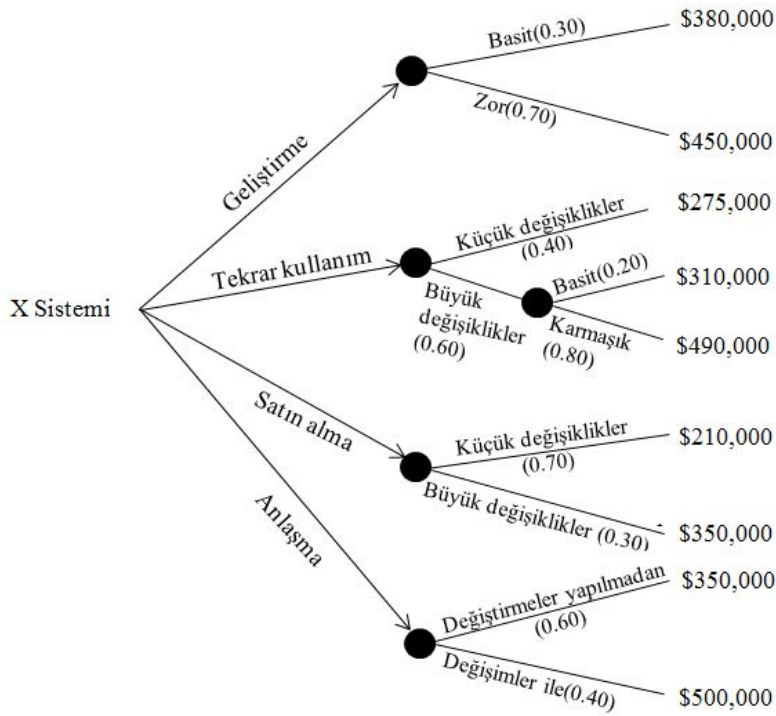 Basit(0.30)
$380,000
Zor(0.70)
$450,000
Geliştirme
Küçük değişiklikler
(0.40)
$275,000
Tekrar kullanım
Basit(0.20)
$310,000
Büyük
değişiklikler
(0.60)
Karmaşık
(0.80)
$490,000
X Sistemi
Satın alma
Küçük değişiklikler
(0.70)
$210,000
Büyük değişiklikler (0.30)
$350,000
Anlaşma
Değiştirmeler yapılmadan
(0.60)
$350,000
Değişimler ile(0.40)
$500,000